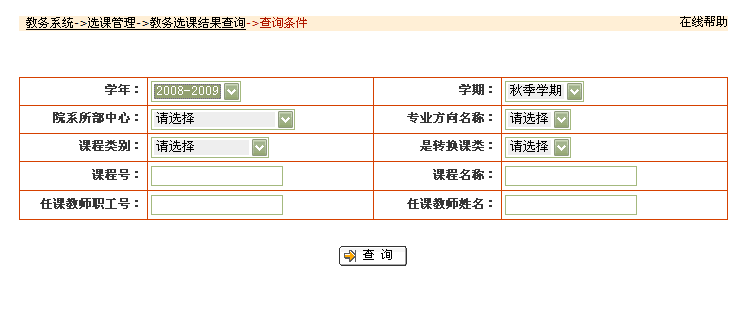 教务系统->选课管理->教务选课结果查询->查询条件 在线帮助
学年： 2008-2009 学期： 秋季学期
院系所部中心： 请选择 专业方向名称： 请选择
课程类别： 请选择 是转换课类： 请选择
课程号： 课程名称：
任课教师职工号： 任课教师姓名：
查 询